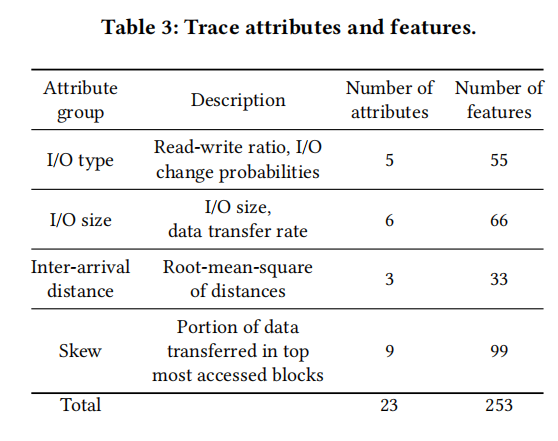 Table 3: Trace attributes and features.
Attribute group Description Number of attributes Number of features
I/O type Read-write ratio, I/O change probabilities 5 55
I/O size I/O size, data transfer rate 6 66
Inter-arrival distance Root-mean-square of distances 3 33
Skew Portion of data transferred in top most accessed blocks 9 99
Total 23 253